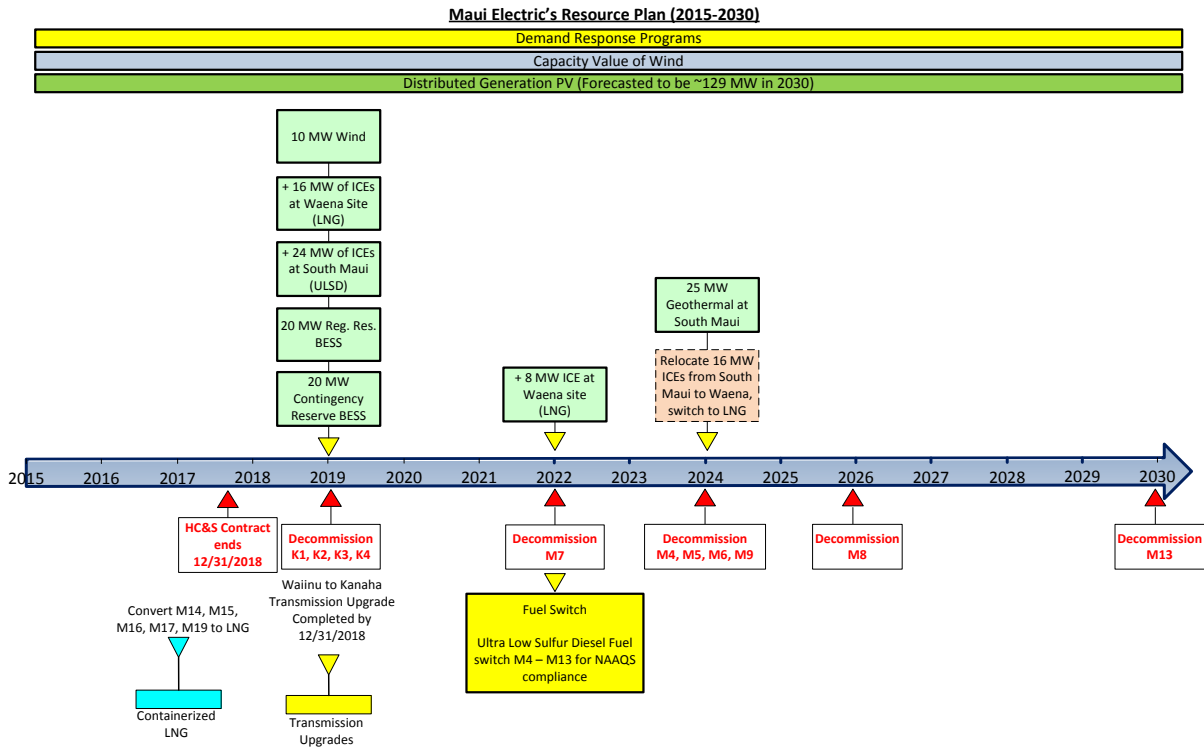 Maui Electric's Resource Plan (2015-2030)
Demand Response Programs
Capacity Value of Wind
Distributed Generation PV (Forecasted to be ~129 MW in 2030)
10 MW Wind
+ 16 MW of ICEs
at Waena Site
(LNG)
+ 24 MW of ICEs
at South Maui
(ULSD)
20 MW Reg. Res.
BESS
20 MW
Contingency
Reserve BESS
+ 8 MW ICE at
Waena site
(LNG)
25 MW
Geothermal at
South Maui
Relocate 16 MW
ICEs from South
Maui to Waena,
switch to LNG
2015 2016 2017 2018 2019 2020 2021 2022 2023 2024 2025 2026 2027 2028 2029 2030
HC&S Contract
ends
12/31/2018
Decommission
K1, K2, K3, K4
Decommission
M7
Decommission
M4, M5, M6, M9
Decommission
M8
Decommission
M13
Waiinu to Kanaha
Transmission Upgrade
Completed by
12/31/2018
Convert M14, M15,
M16, M17, M19 to LNG
Fuel Switch
Ultra Low Sulfur Diesel Fuel
switch M4 – M13 for NAAQS
compliance
Containerized
LNG
Transmission
Upgrades